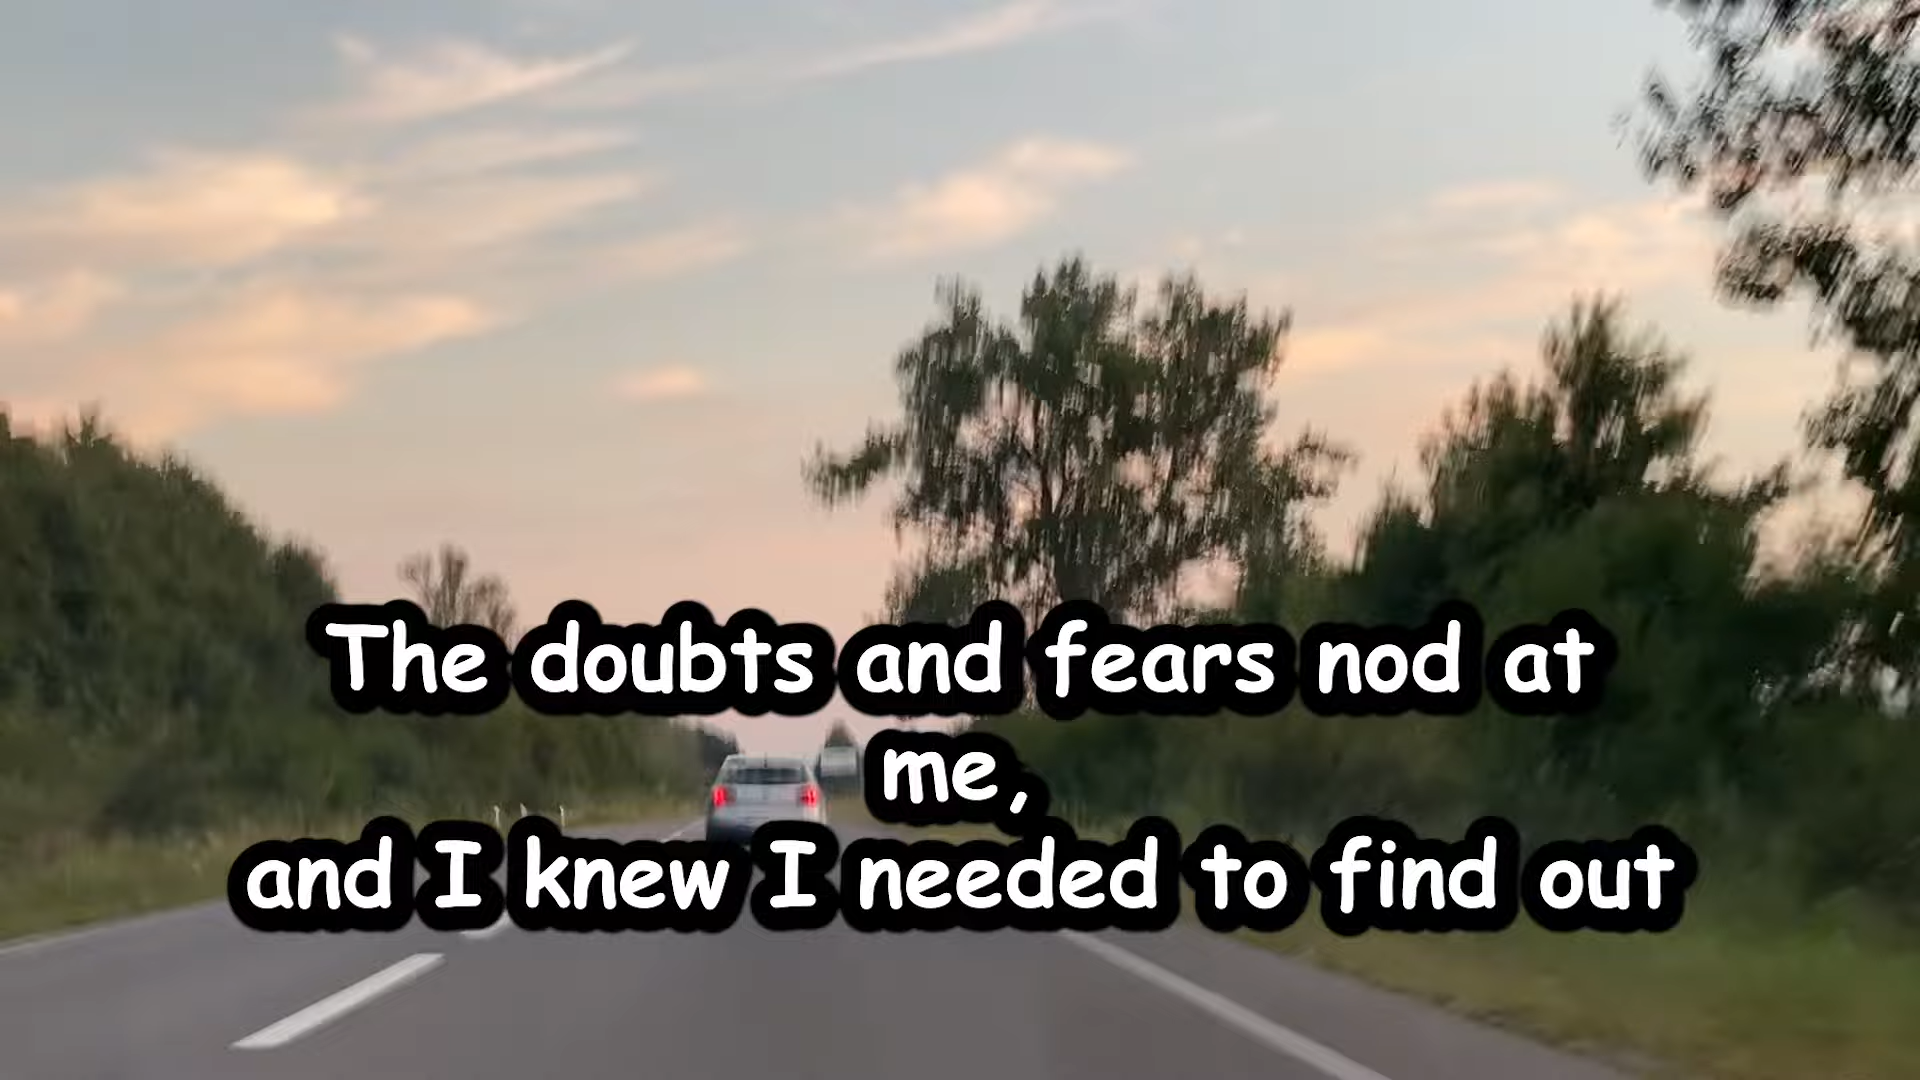 The doubts and fears nod at
me,
and I knew I needed to find out